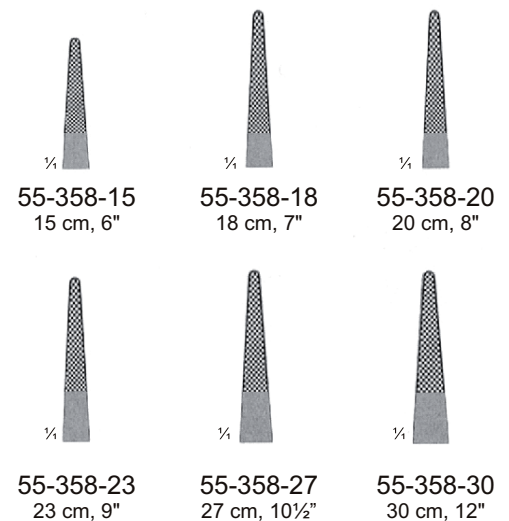 ¹⁄₁ ¹⁄₁ ¹⁄₁
55-358-15 55-358-18 55-358-20
15 cm, 6" 18 cm, 7" 20 cm, 8"
¹⁄₁ ¹⁄₁ ¹⁄₁
55-358-23 55-358-27 55-358-30
23 cm, 9" 27 cm, 10½” 30 cm, 12"